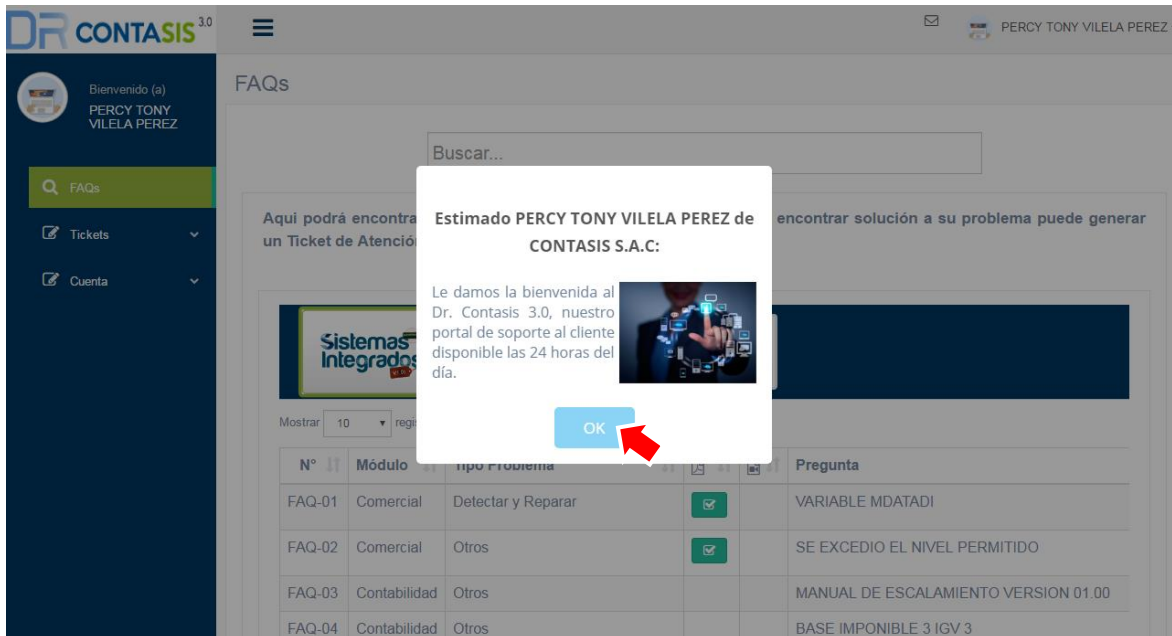 DR CONTASIS 3.0
PERCY TONY VILELA PEREZ
Bienvenido (a)
PERCY TONY
VILELA PEREZ
FAQs
Tickets
Cuenta
FAQs
Buscar...
Aqui podrá encontra
encontrar solución a su problema puede generar
un Ticket de Atenció
Estimado PERCY TONY VILELA PEREZ de
CONTASIS S.A.C:
Le damos la bienvenida al
Dr. Contasis 3.0, nuestro
portal de soporte al cliente
disponible las 24 horas del
día.
OK
Sistemas
Integrados
Mostrar 10 regi
N° Módulo Tipo Problema Pregunta
FAQ-01 Comercial Detectar y Reparar VARIABLE MDATADI
FAQ-02 Comercial Otros SE EXCEDIO EL NIVEL PERMITIDO
FAQ-03 Contabilidad Otros MANUAL DE ESCALAMIENTO VERSION 01.00
FAQ-04 Contabilidad Otros BASE IMPONIBLE 3 IGV 3